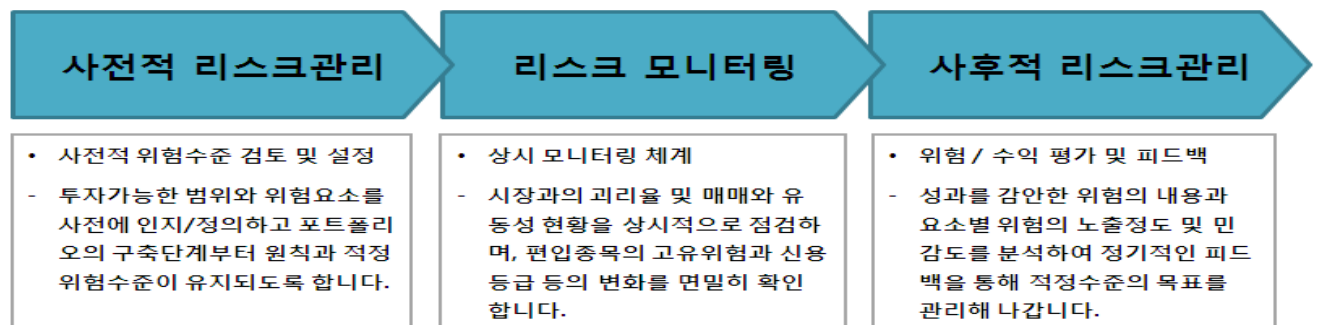 사전적 리스크관리
• 사전적 위험수준 검토 및 설정
- 투자가능한 범위와 위험요소를
사전에 인지/정의하고 포트폴리
오의 구축단계부터 원칙과 적정
위험수준이 유지되도록 합니다.
리스크 모니터링
• 상시 모니터링 체계
- 시장과의 괴리율 및 매매와 유
동성 현황을 상시적으로 점검하
며, 편입종목의 고유위험과 신용
등급 등의 변화를 면밀히 확인
합니다.
사후적 리스크관리
• 위험 / 수익 평가 및 피드백
- 성과를 감안한 위험의 내용과
요소별 위험의 노출정도 및 민
감도를 분석하여 정기적인 피드
백을 통해 적정수준의 목표를
관리해 나갑니다.